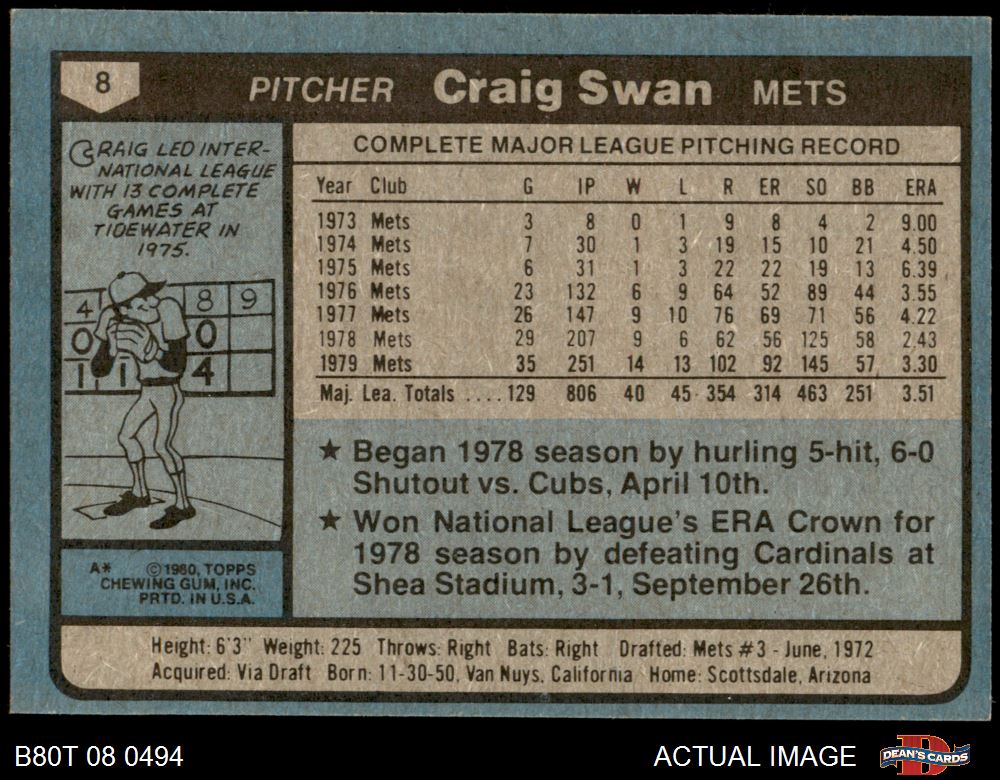 8
PITCHER Craig Swan METS
CRAIG LED INTER-
NATIONAL LEAGUE
WITH 13 COMPLETE
GAMES AT
TIDEWATER IN
1975.
4 8 9
0 0
1 1 4
COMPLETE MAJOR LEAGUE PITCHING RECORD
Year Club G IP W L R ER SO BB ERA
1973 Mets 3 8 0 1 9 8 4 2 9.00
1974 Mets 7 30 1 3 19 15 10 21 4.50
1975 Mets 6 31 1 3 22 22 19 13 6.39
1976 Mets 23 132 6 9 64 52 89 44 3.55
1977 Mets 26 147 9 10 76 69 71 56 4.22
1978 Mets 29 207 9 6 62 56 125 58 2.43
1979 Mets 35 251 14 13 102 92 145 57 3.30
Maj. Lea. Totals ....129 806 40 45 354 314 463 251 3.51
★ Began 1978 season by hurling 5-hit, 6-0
Shutout vs. Cubs, April 10th.
★ Won National League's ERA Crown for
1978 season by defeating Cardinals at
Shea Stadium, 3-1, September 26th.
A* ©1980, TOPPS
CHEWING GUM, INC.
PRTD. IN U.S.A.
Height: 6'3" Weight: 225 Throws: Right Bats: Right Drafted: Mets #3 - June, 1972
Acquired: Via Draft Born: 11-30-50, Van Nuys, California Home: Scottsdale, Arizona
B80T 08 0494 ACTUAL IMAGE DEAN'S CARDS